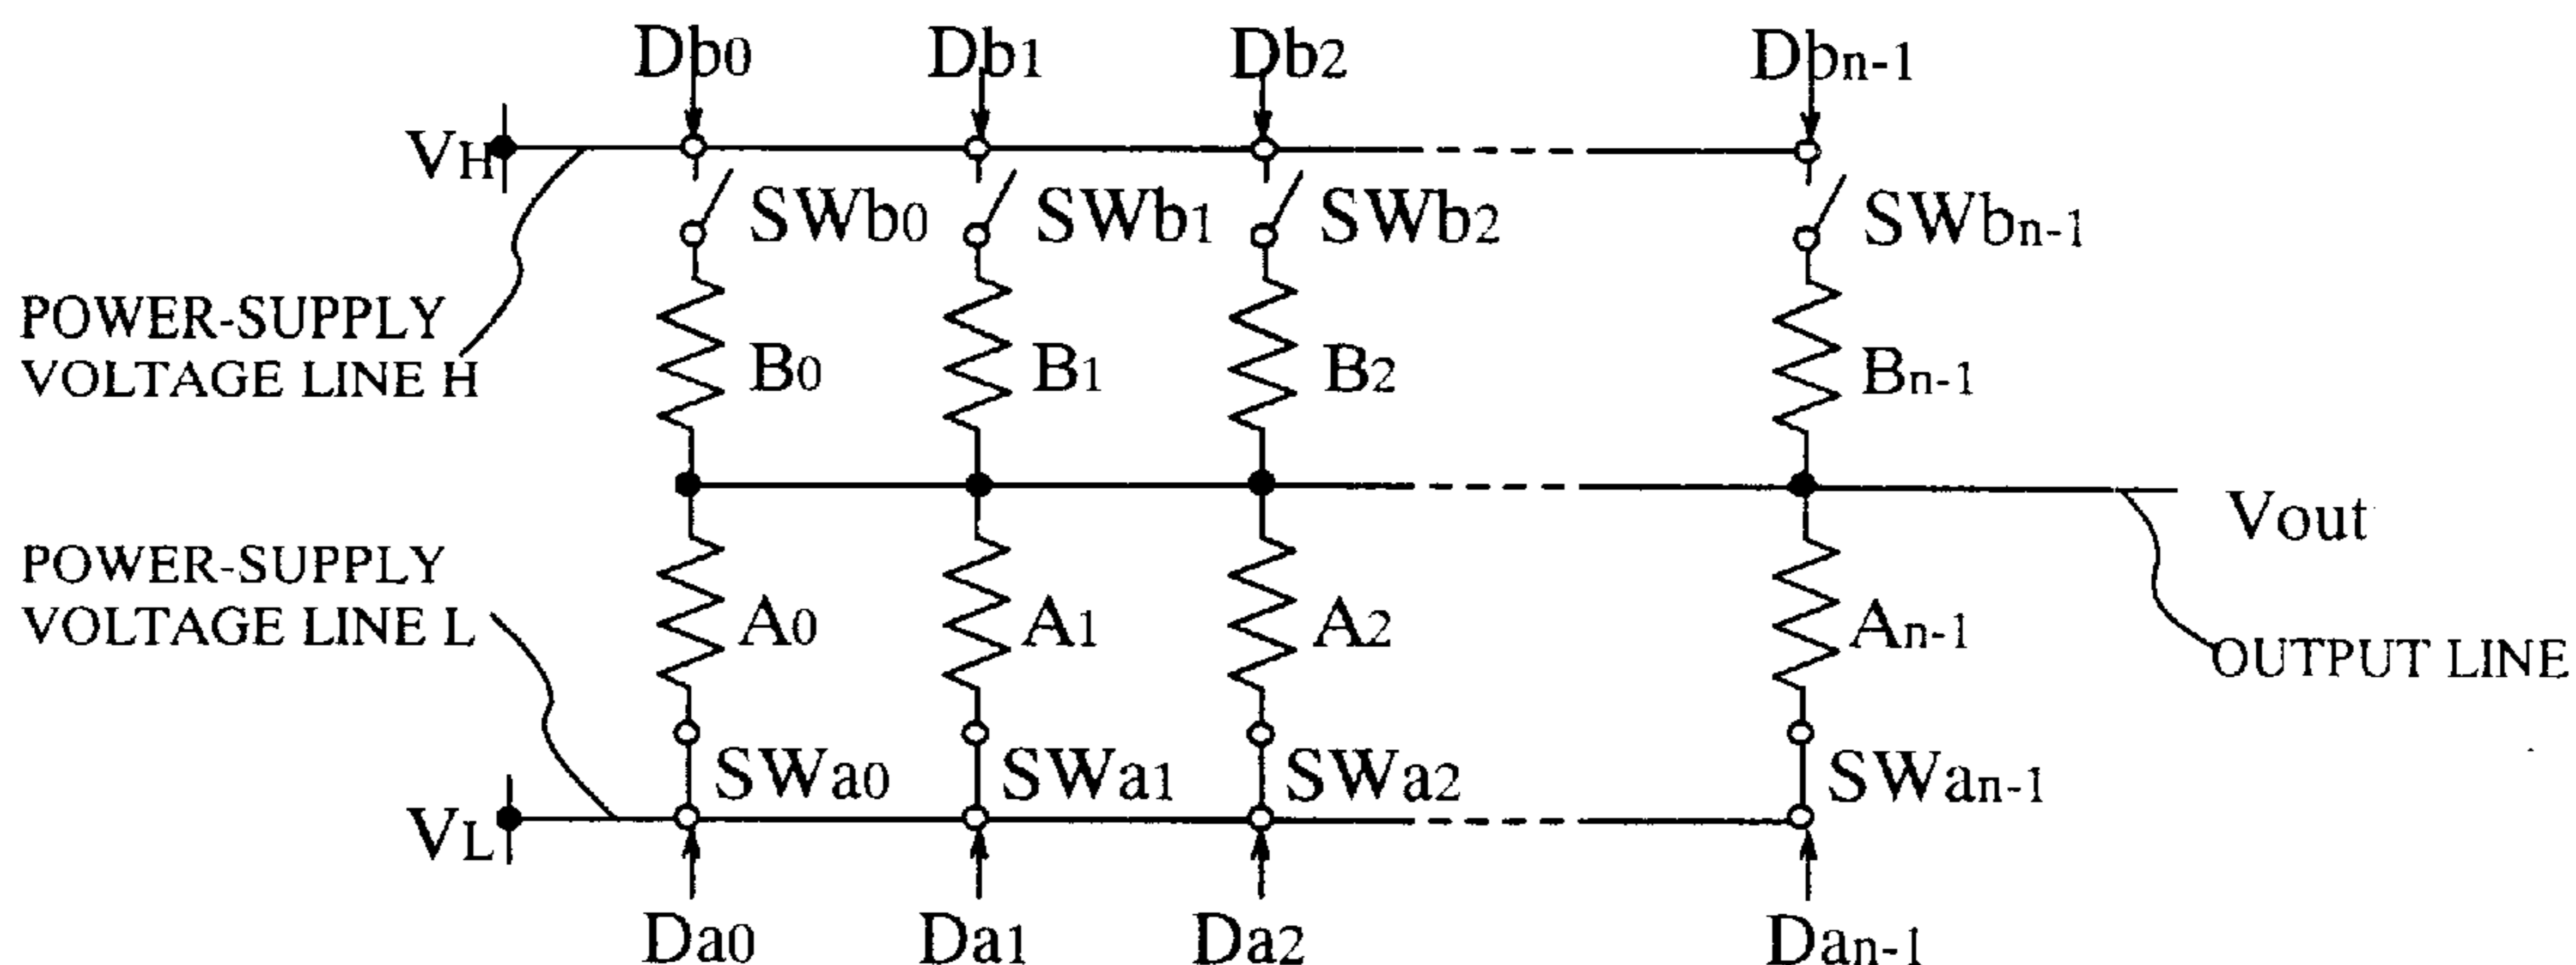 Db0 Db1 Db2 Dbn-1
VH
SWb0 SWb1 SWb2 SWbn-1
POWER-SUPPLY
VOLTAGE LINE H
B0 B1 B2 Bn-1
Vout
POWER-SUPPLY
VOLTAGE LINE L
A0 A1 A2 An-1
OUTPUT LINE
SWa0 SWa1 SWa2 SWan-1
VL
Da0 Da1 Da2 Dan-1